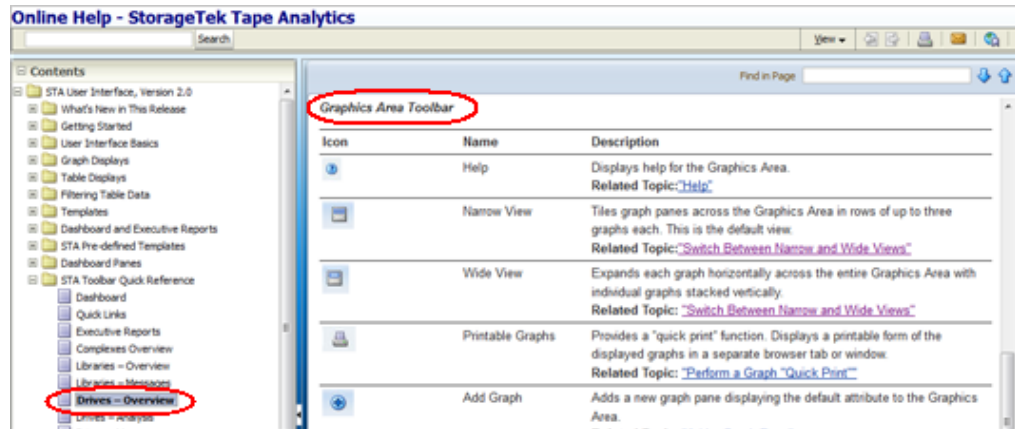 Online Help - StorageTek Tape Analytics
Search
View
Contents
STA User Interface, Version 2.0
What's New in This Release
Getting Started
User Interface Basics
Graph Displays
Table Displays
Filtering Table Data
Templates
Dashboard and Executive Reports
STA Pre-defined Templates
Dashboard Panes
STA Toolbar Quick Reference
Dashboard
Quick Links
Executive Reports
Complexes Overview
Libraries – Overview
Libraries – Messages
Drives – Overview
Drives – Analysis
Find in Page
Graphics Area Toolbar
Icon Name Description
Help Displays help for the Graphics Area.
Related Topic:"Help"
Narrow View Tiles graph panes across the Graphics Area in rows of up to three
graphs each. This is the default view.
Related Topic:"Switch Between Narrow and Wide Views"
Wide View Expands each graph horizontally across the entire Graphics Area with
individual graphs stacked vertically.
Related Topic: "Switch Between Narrow and Wide Views"
Printable Graphs Provides a "quick print" function. Displays a printable form of the
displayed graphs in a separate browser tab or window.
Related Topic: "Perform a Graph "Quick Print""
Add Graph Adds a new graph pane displaying the default attribute to the Graphics
Area.